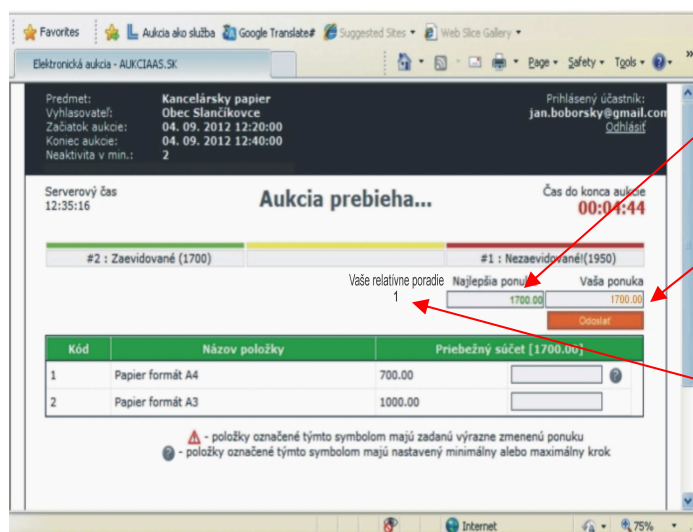 Favorites Aukcia ako služba Google Translate# Suggested Sites Web Slice Gallery
Elektronická aukcia - AUKCIAAS.SK Page Safety Tools »
Predmet: Kancelársky papier
Vyhlasovateľ: Obec Slančíkovce
Začiatok aukcie: 04. 09. 2012 12:20:00
Koniec aukcie: 04. 09. 2012 12:40:00
Neaktivita v min.: 2
Prihlásený účastník:
jan.boborsky@gmail.com
Odhlásiť
Serverový čas
12:35:16
Aukcia prebieha...
Čas do konca aukcie
00:04:44
#2 : Zaevidované (1700) #1 : Nezaevidované!(1950)
Vaše relatívne poradie Najlepšia ponuka Vaša ponuka
1 1700.00 1700.00
Odoslať
Kód Názov položky Priebežný súčet [1700.00]
1 Papier formát A4 700.00
2 Papier formát A3 1000.00
- položky označené týmto symbolom majú zadanú výrazne zmenenú ponuku
- položky označené týmto symbolom majú nastavený minimálny alebo maximálny krok
Internet 75%